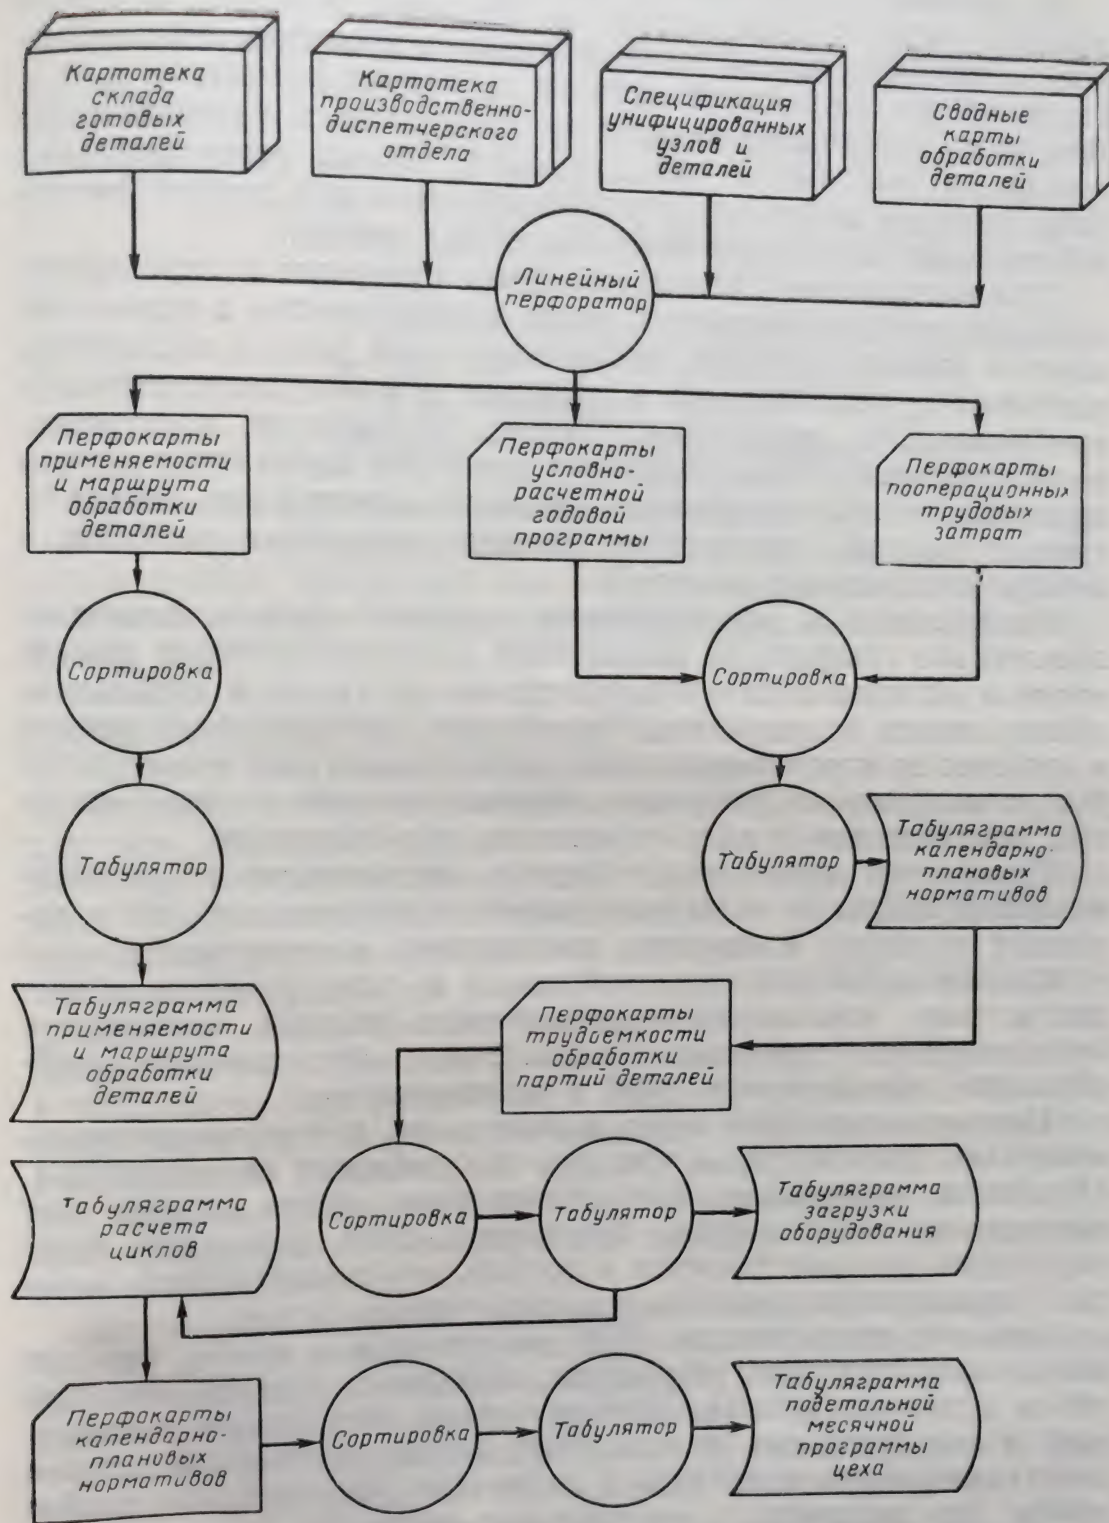 Картотека
склада
готовых
деталей
Картотека
производственно-
диспетчерского
отдела
Спецификация
унифицированных
узлов и
деталей
Сводные
карты
обработки
деталей
Линейный
перфоратор
Перфокарты
применяемости
и маршрута
обработки
деталей
Перфокарты
условно-
расчетной
годовой
программы
Перфокарты
пооперационных
трудовых
затрат
Сортировка
Сортировка
Табулятор
Табулятор
Табуляграмма
календарно-
плановых
нормативов
Табуляграмма
применяемости
и маршрута
обработки
деталей
Перфокарты
трудоемкости
обработки
партий деталей
Табуляграмма
расчета
циклов
Сортировка
Табулятор
Табуляграмма
загрузки
оборудования
Перфокарты
календарно-
плановых
нормативов
Сортировка
Табулятор
Табуляграмма
подетальной
месячной
программы
цеха